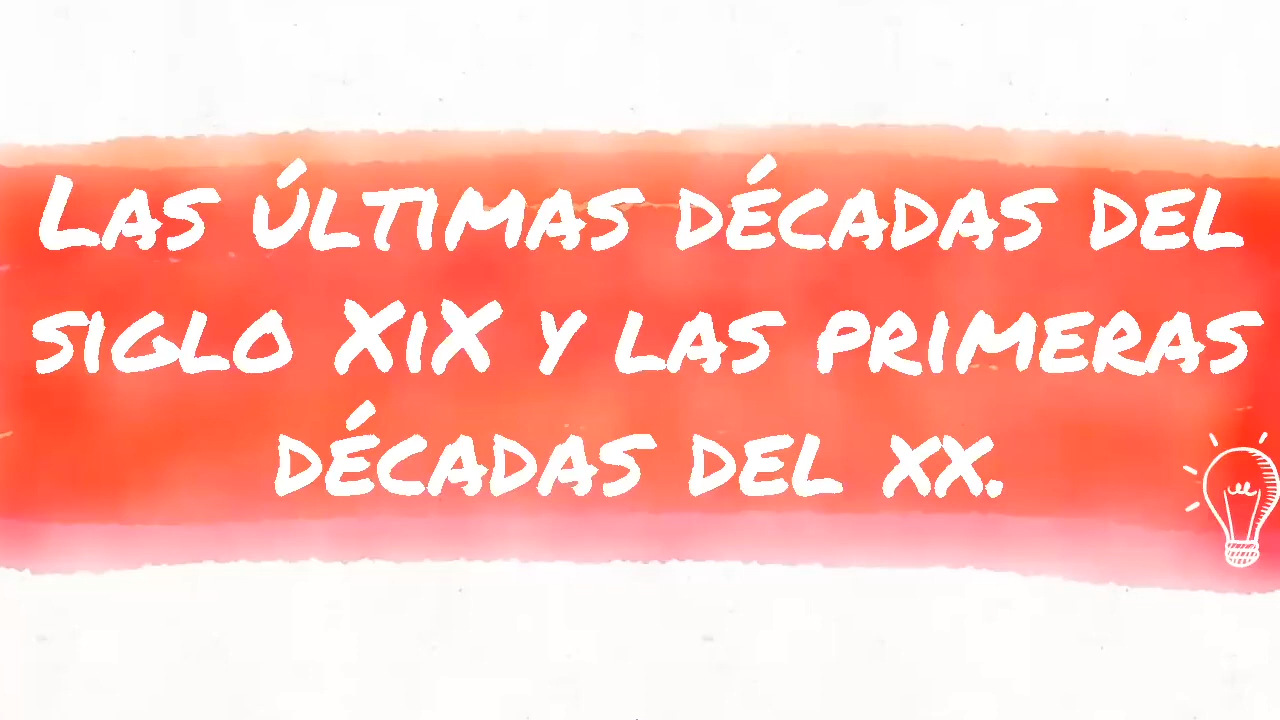 Las últimas décadas del
siglo XIX y las primeras
décadas del xx.